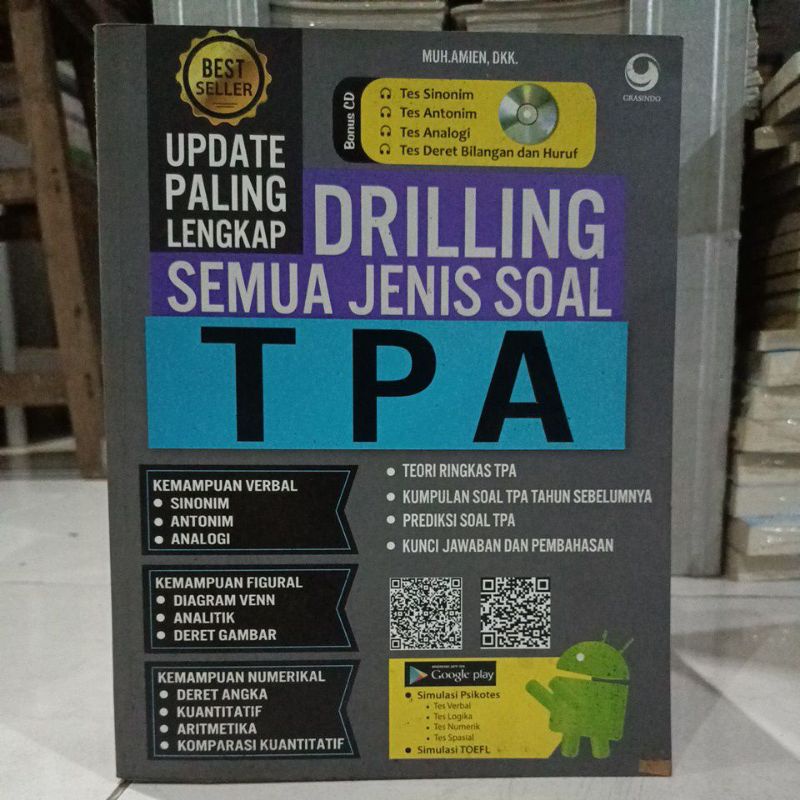 BEST
SELLER
MUH.AMIEN, DKK.
GRASINDO
Bonus CD
Tes Sinonim
Tes Antonim
Tes Analogi
Tes Deret Bilangan dan Huruf
UPDATE
PALING
LENGKAP
DRILLING
SEMUA JENIS SOAL
TPA
KEMAMPUAN VERBAL
• SINONIM
• ANTONIM
• ANALOGI
• TEORI RINGKAS TPA
• KUMPULAN SOAL TPA TAHUN SEBELUMNYA
• PREDIKSI SOAL TPA
• KUNCI JAWABAN DAN PEMBAHASAN
KEMAMPUAN FIGURAL
• DIAGRAM VENN
• ANALITIK
• DERET GAMBAR
KEMAMPUAN NUMERIKAL
• DERET ANGKA
• KUANTITATIF
• ARITMETIKA
• KOMPARASI KUANTITATIF
Google play
• Simulasi Psikotes
• Tes Verbal
• Tes Logika
• Tes Numerik
• Tes Spasial
• Simulasi TOEFL